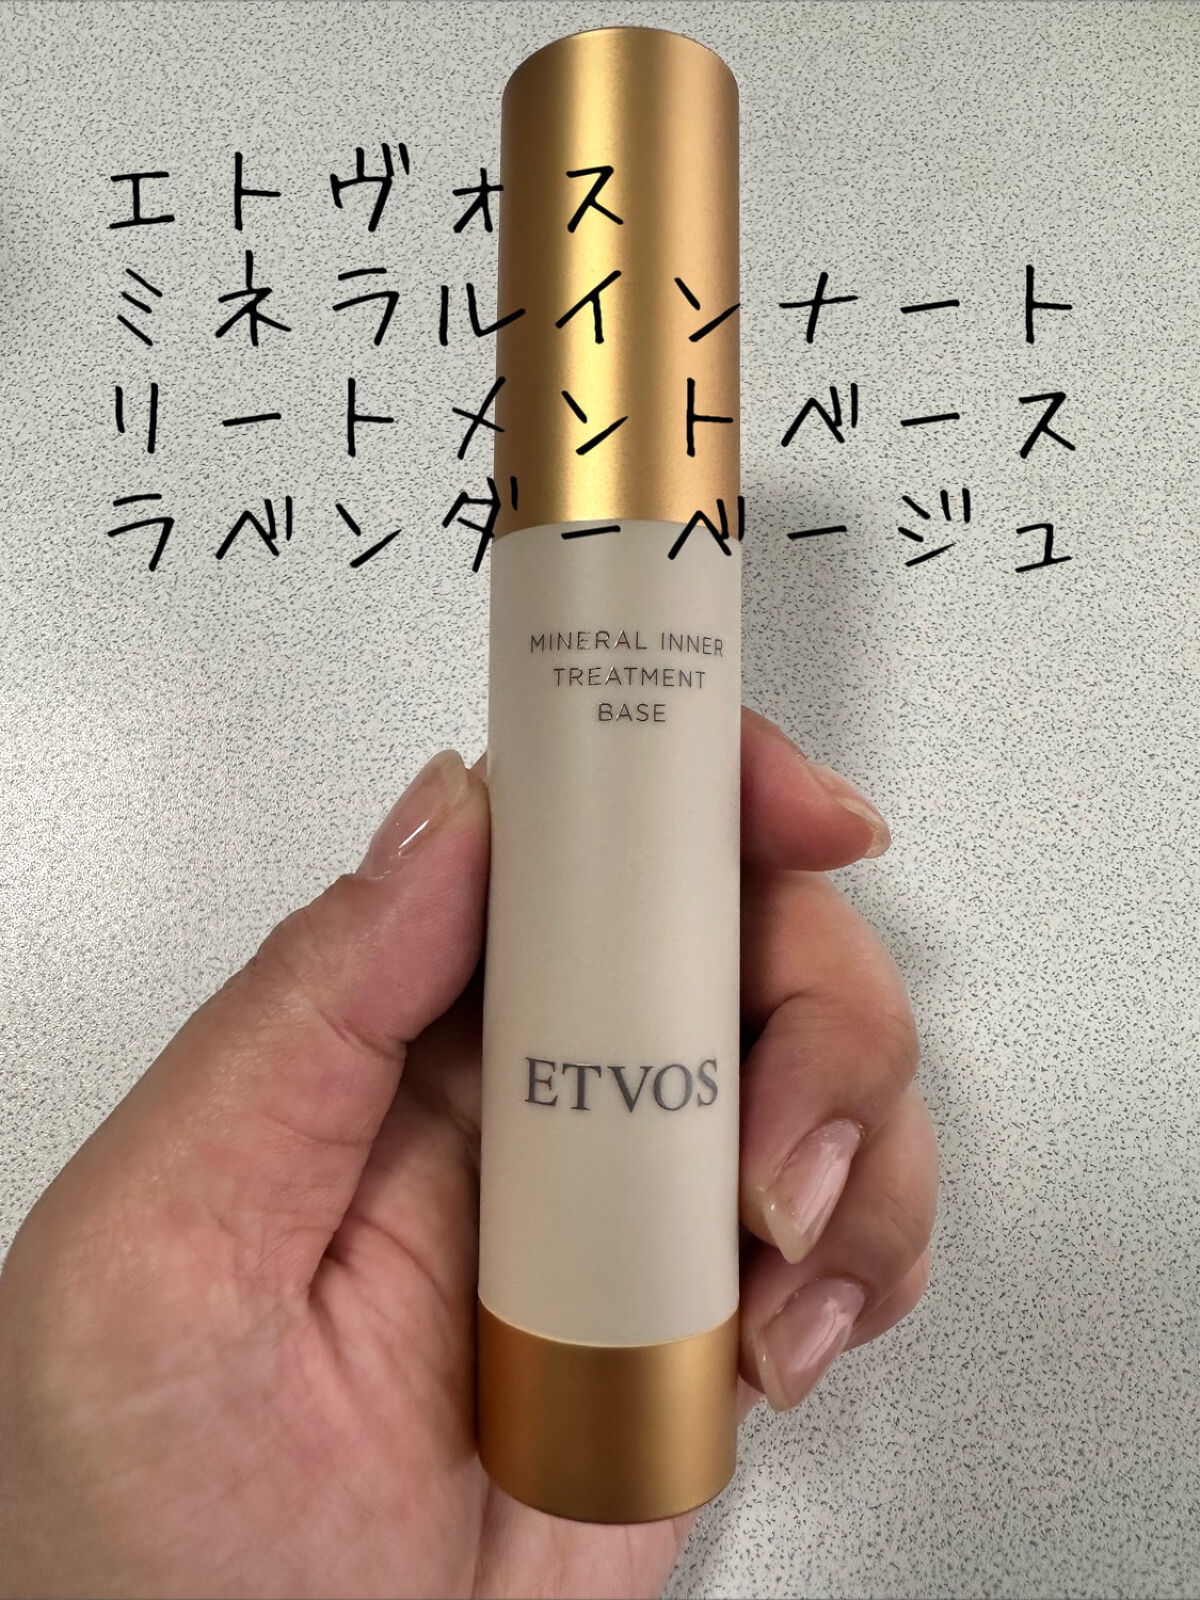 エトヴォス
ミネラルインナート
リートメントベース
ラベンダーベージュ
MINERAL INNER
TREATMENT
BASE
ETVOS